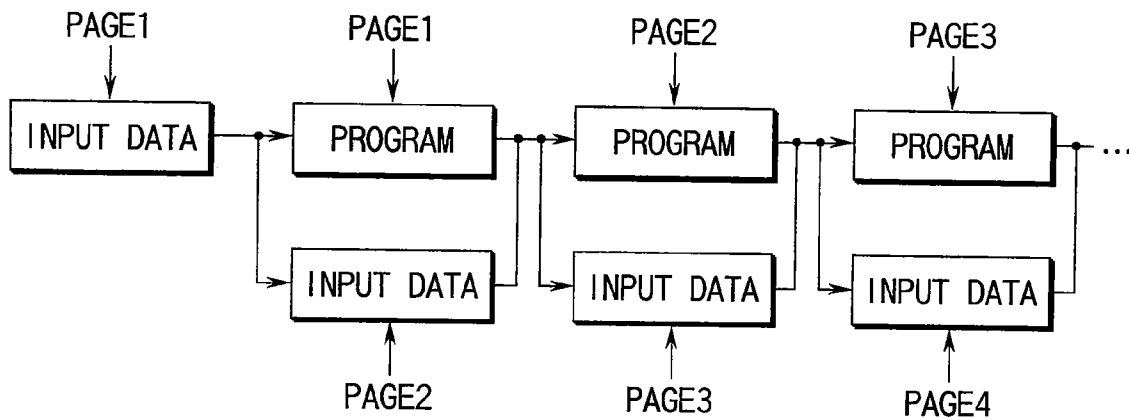 PAGE1
PAGE1
PAGE2
PAGE3
INPUT DATA
PROGRAM
PROGRAM
PROGRAM
...
INPUT DATA
INPUT DATA
INPUT DATA
PAGE2
PAGE3
PAGE4